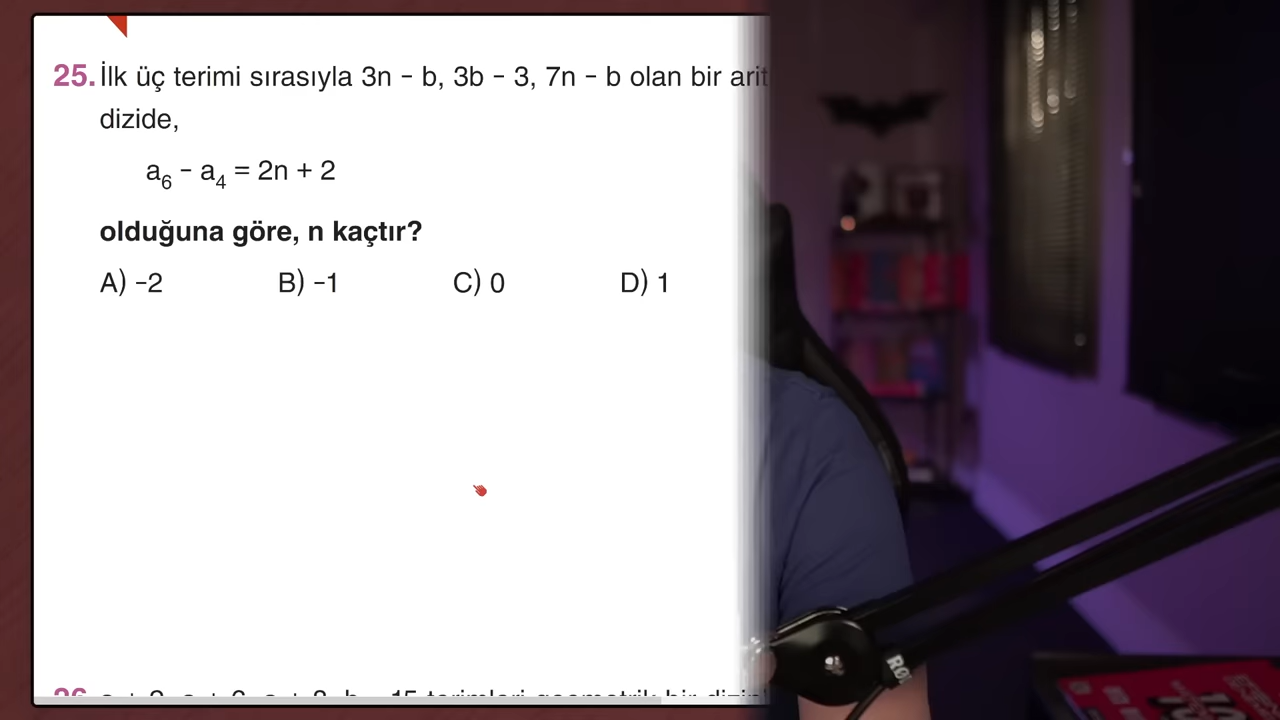 25. İlk üç terimi sırasıyla 3n – b, 3b – 3, 7n – b olan bir arit
dizide,
a₆ – a₄ = 2n + 2
olduğuna göre, n kaçtır?
A) –2 B) –1 C) 0 D) 1